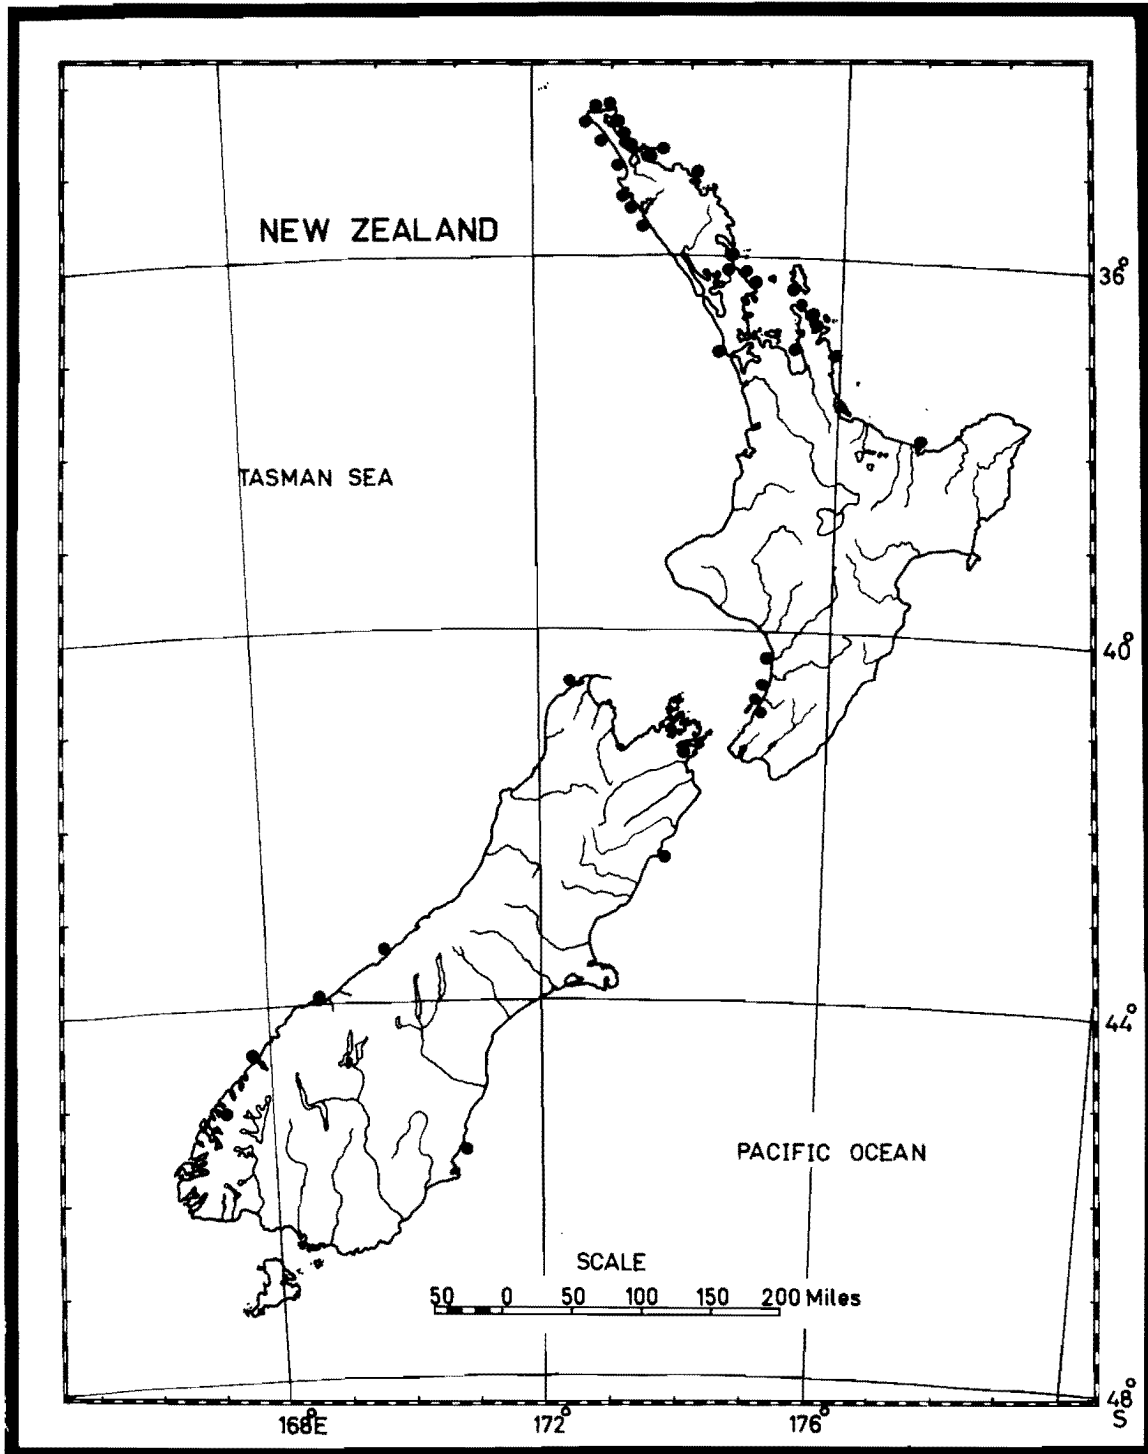 NEW ZEALAND
36°
TASMAN SEA
40°
44°
PACIFIC OCEAN
SCALE
50 0 50 100 150 200 Miles
48°
168°E 172° 176° S